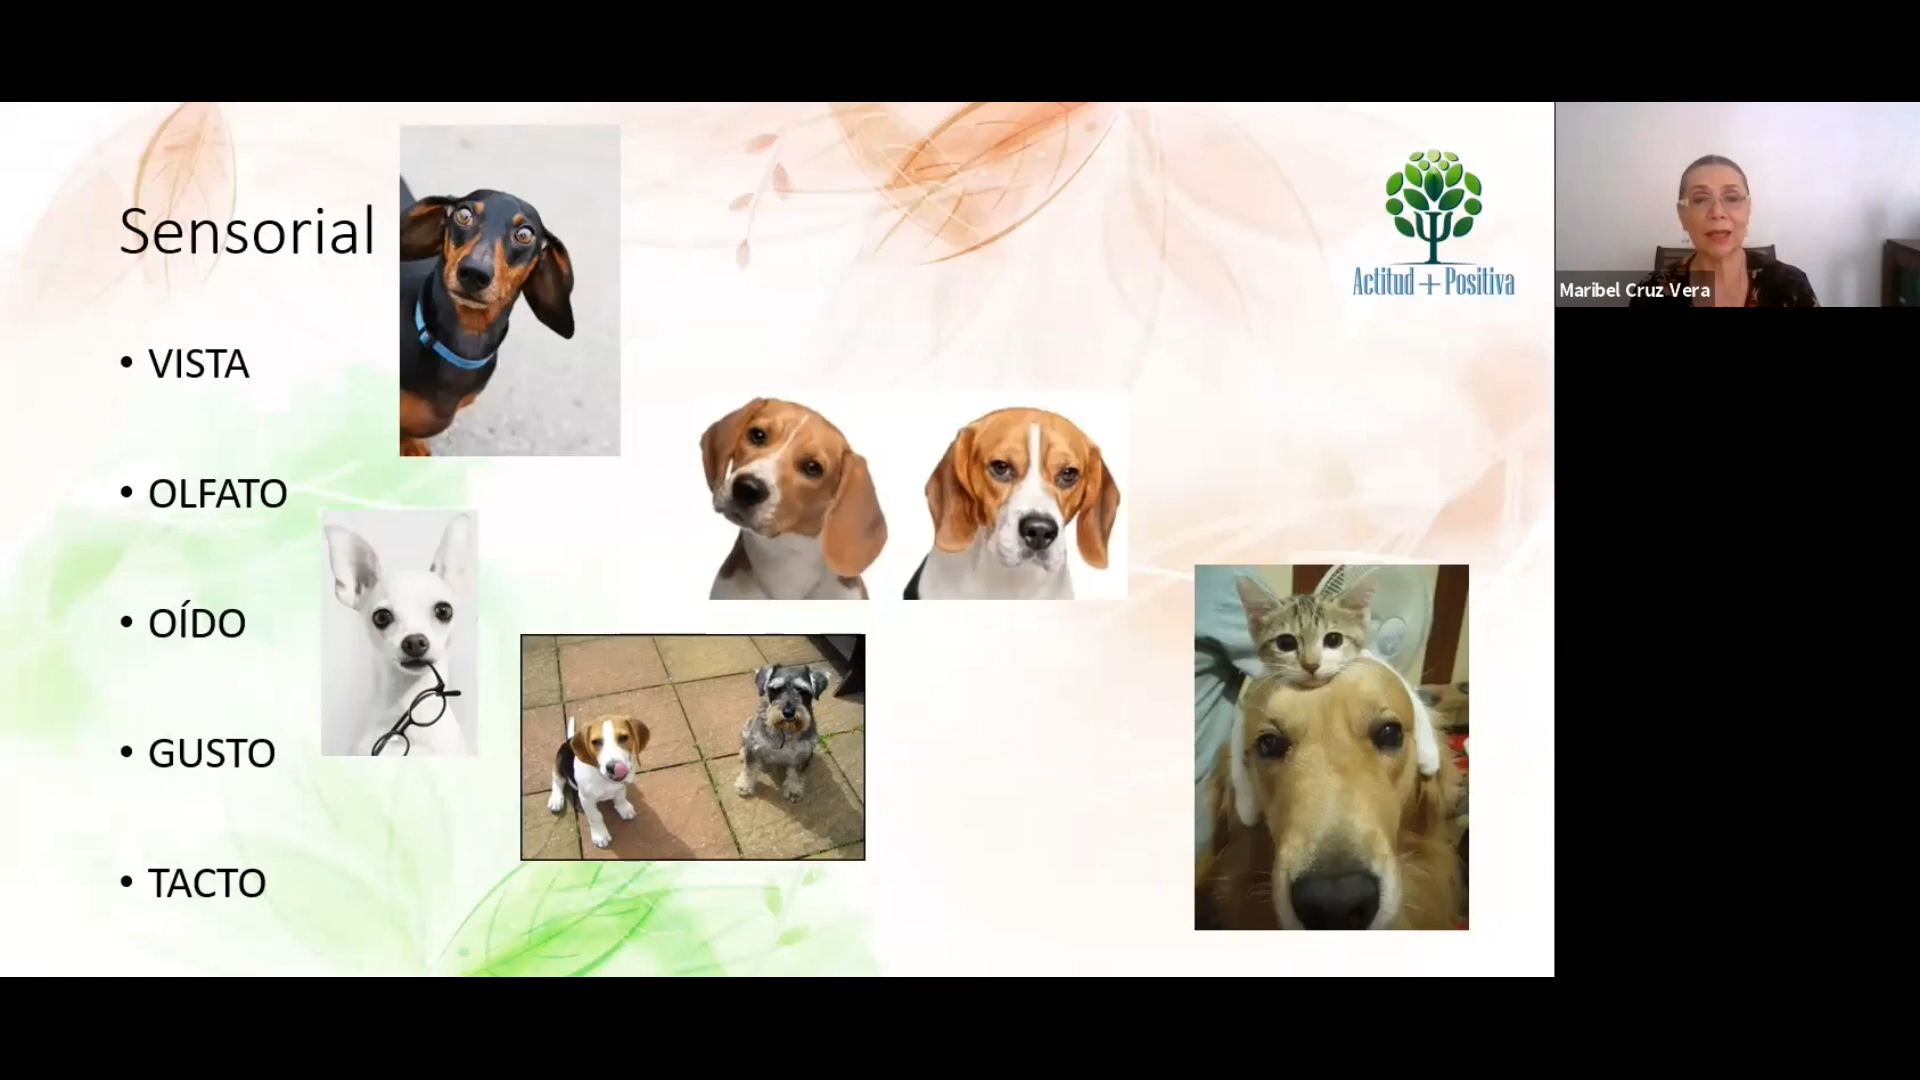 Sensorial
• VISTA
• OLFATO
• OÍDO
• GUSTO
• TACTO
Actitud + Positiva
Maribel Cruz Vera